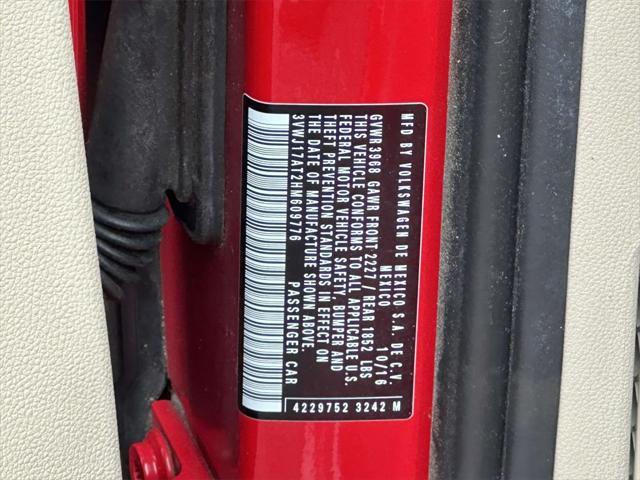 MFD BY VOLKSWAGEN DE MEXICO S.A. DE C.V.
MEXICO 10/16
GVWR 3968 GAWR FRONT 2227 // REAR 1852 LBS
THIS VEHICLE CONFORMS TO ALL APPLICABLE U.S.
FEDERAL MOTOR VEHICLE SAFETY, BUMPER AND
THEFT PREVENTION STANDARDS IN EFFECT ON
THE DATE OF MANUFACTURE SHOWN ABOVE.
3VWJ17AT2HM609776 PASSENGER CAR
4229752 3242 M